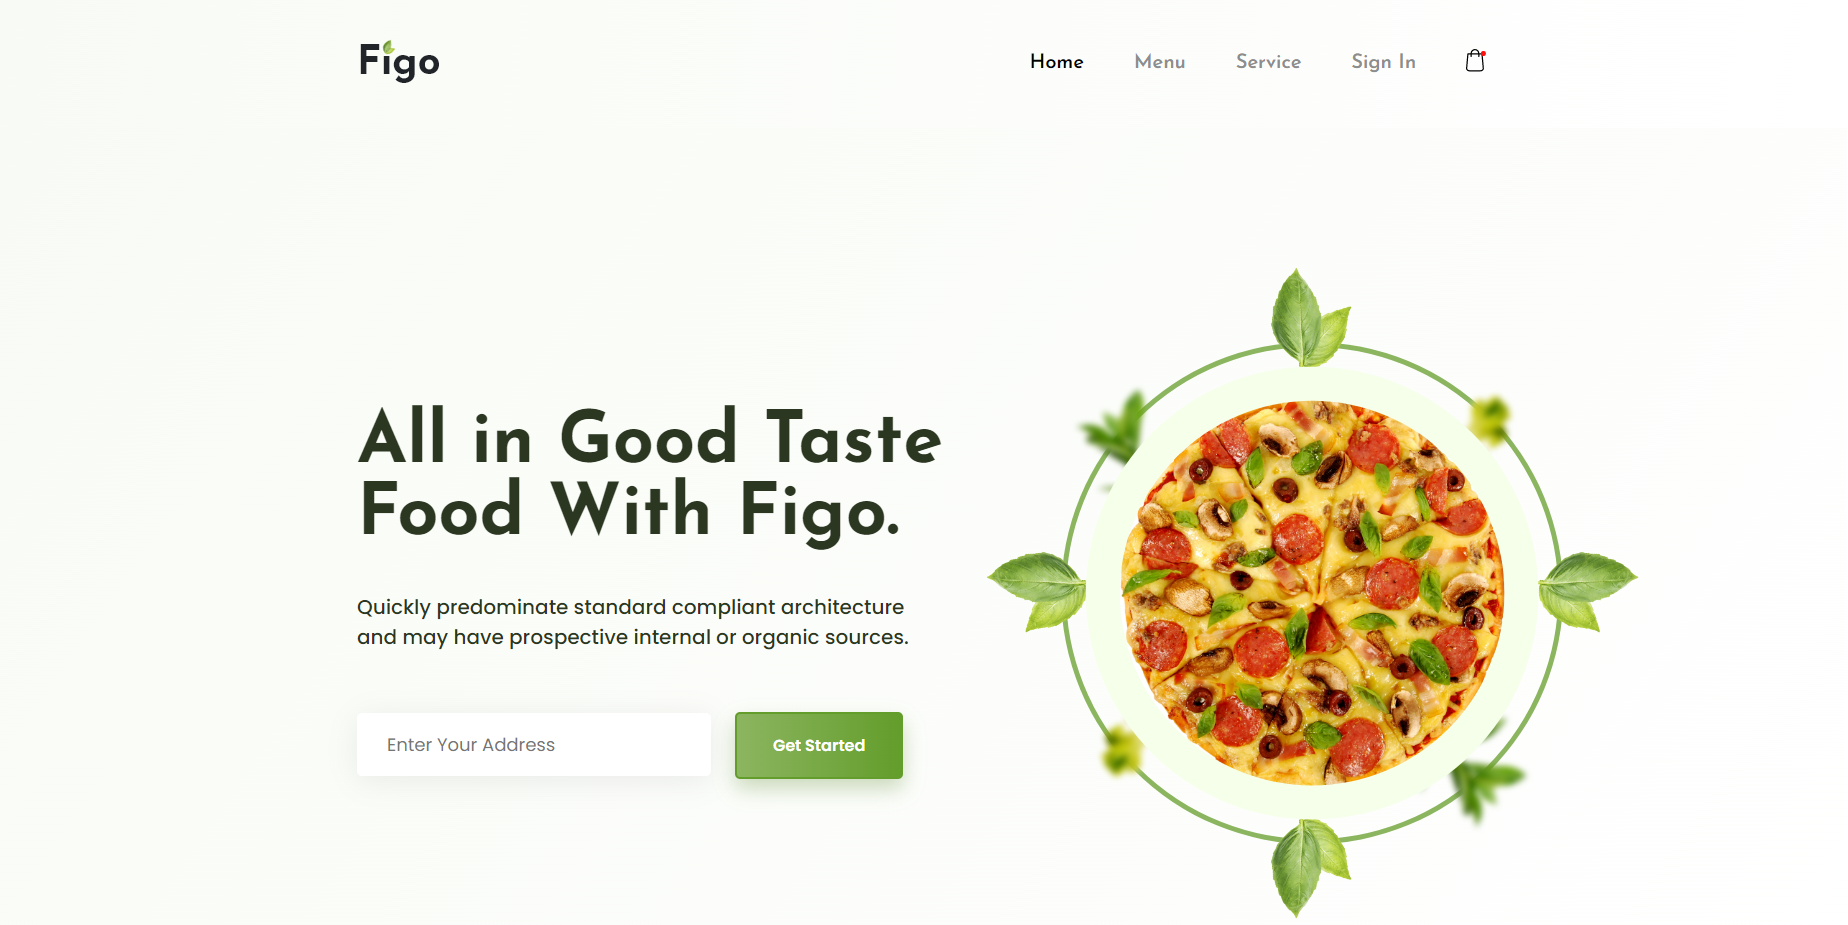 Figo
Home Menu Service Sign In
All in Good Taste
Food With Figo.
Quickly predominate standard compliant architecture
and may have prospective internal or organic sources.
Enter Your Address
Get Started